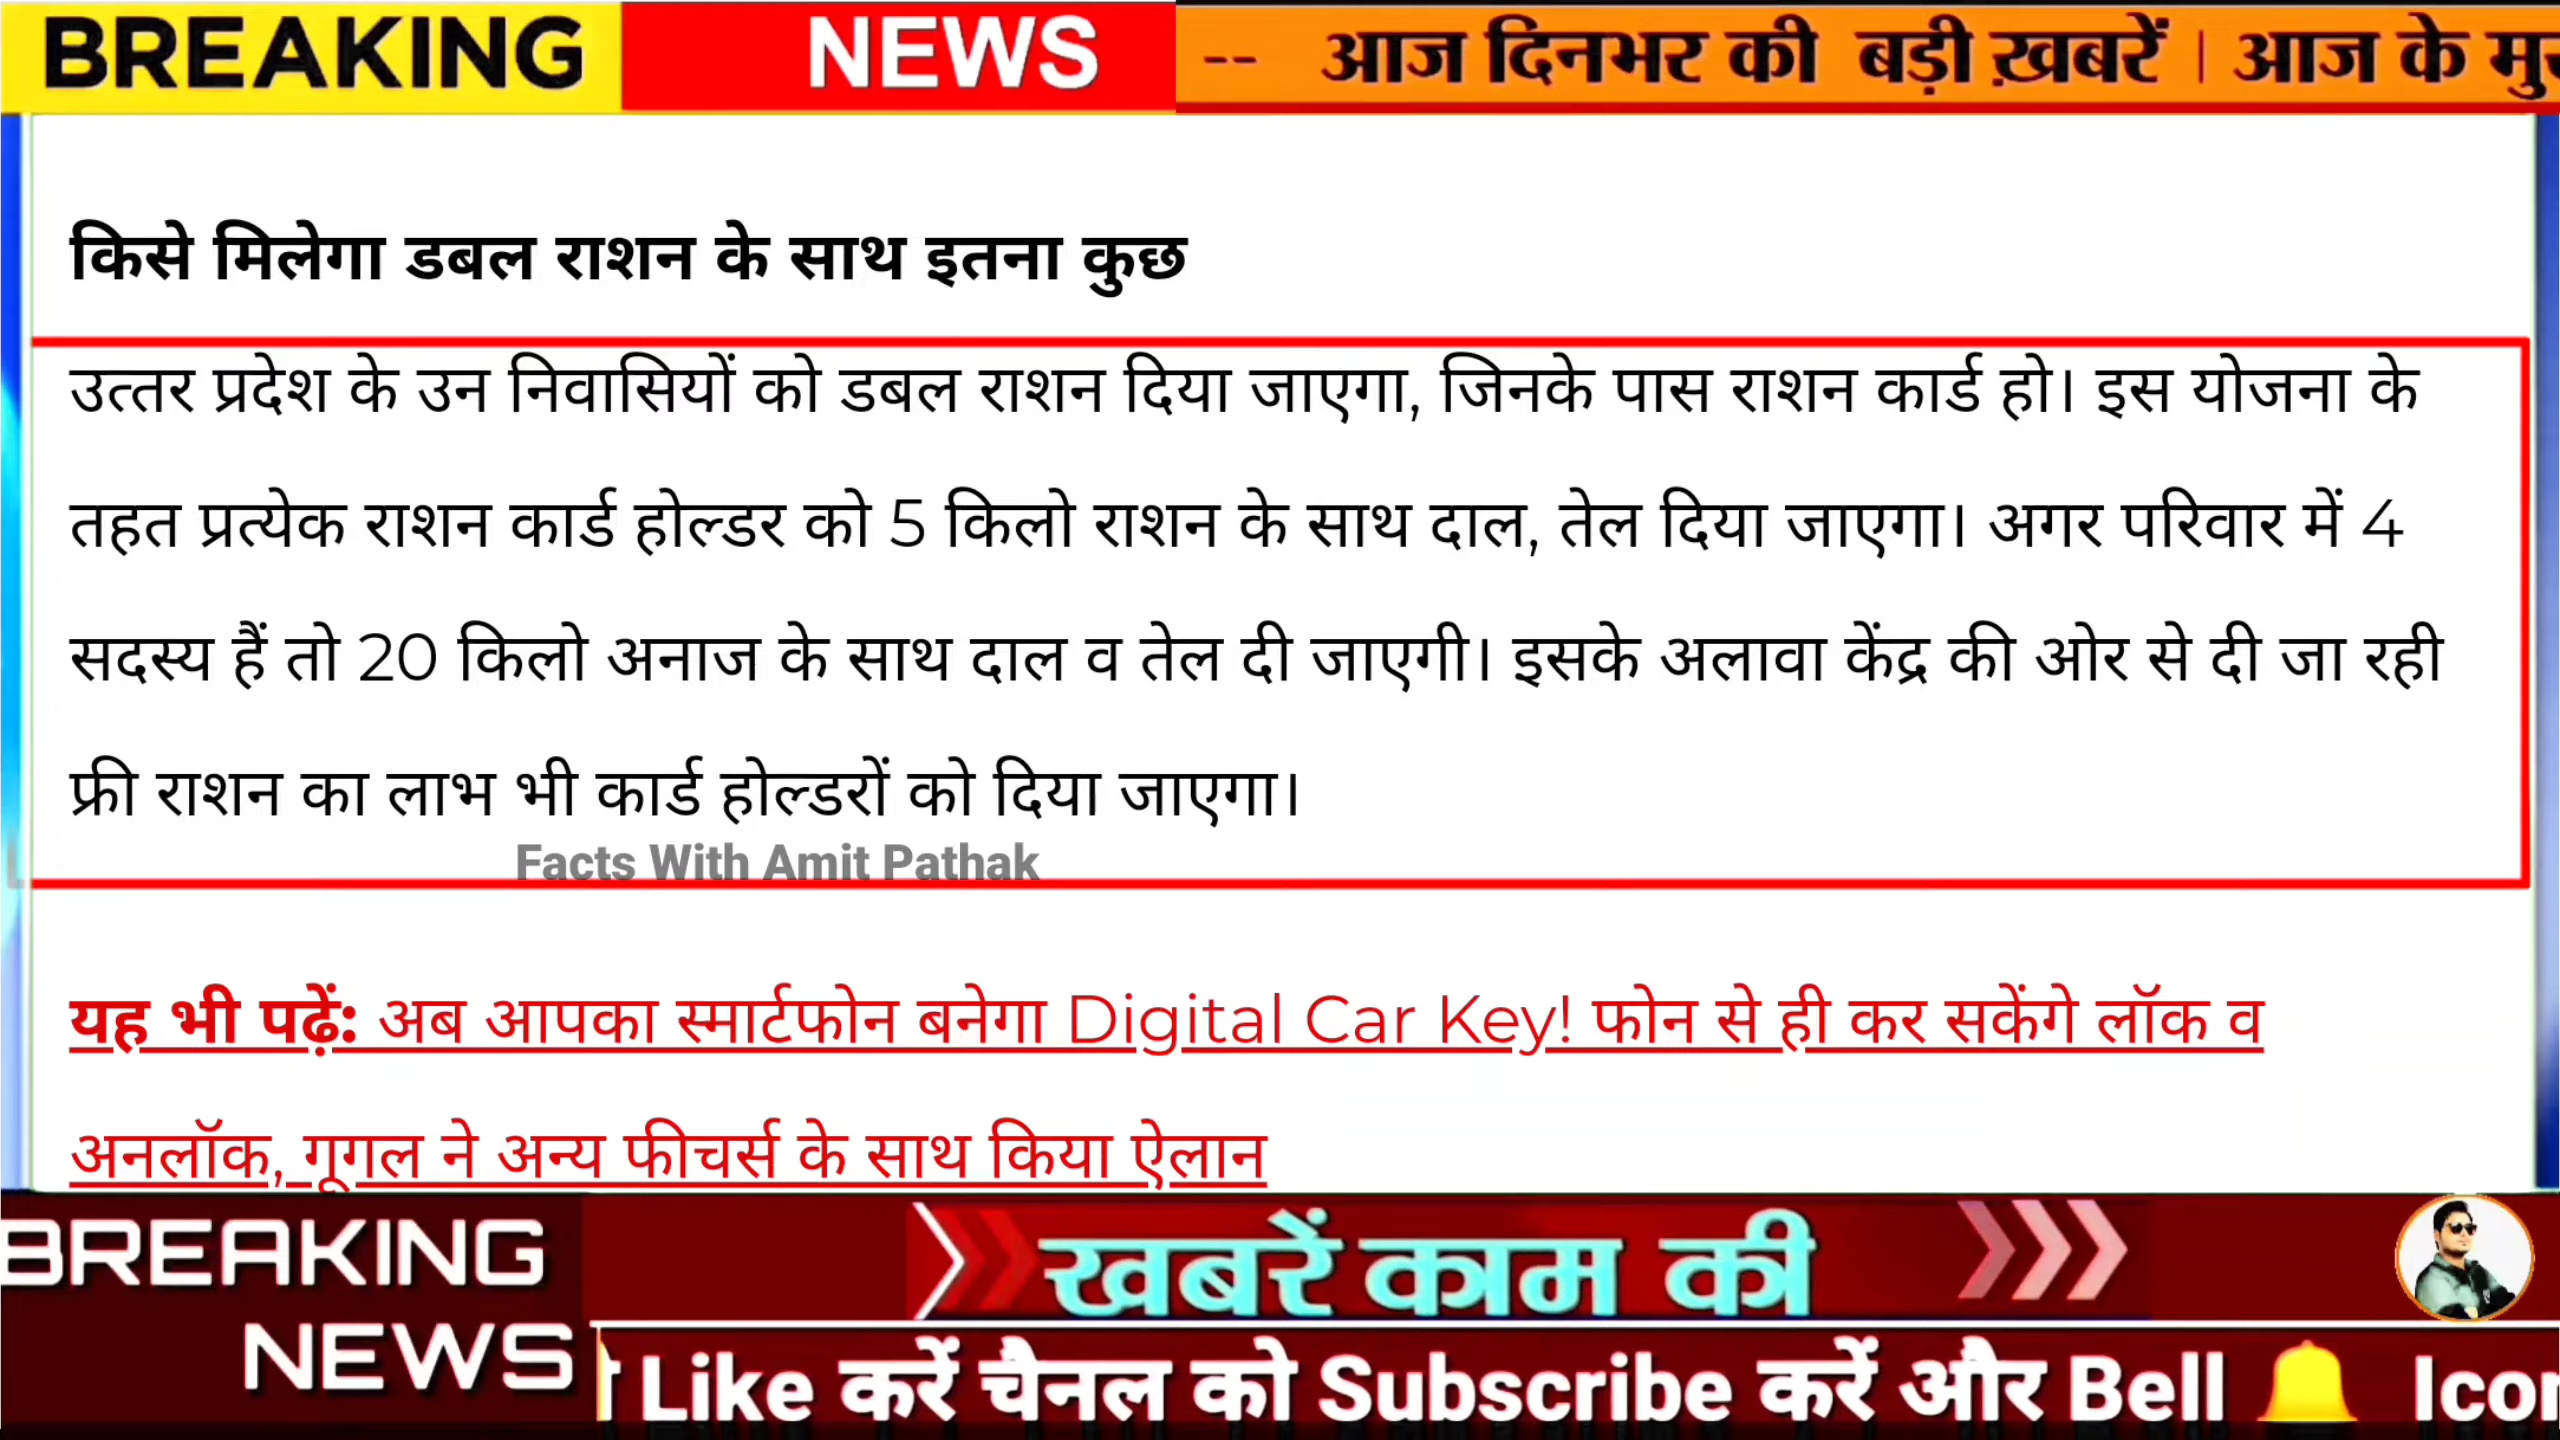 BREAKING NEWS -- आज दिनभर की बड़ी ख़बरें | आज के
किसे मिलेगा डबल राशन के साथ इतना कुछ
उत्तर प्रदेश के उन निवासियों को डबल राशन दिया जाएगा, जिनके पास राशन कार्ड हो। इस योजना के
तहत प्रत्येक राशन कार्ड होल्डर को 5 किलो राशन के साथ दाल, तेल दिया जाएगा। अगर परिवार में 4
सदस्य हैं तो 20 किलो अनाज के साथ दाल व तेल दी जाएगी। इसके अलावा केंद्र की ओर से दी जा रही
फ्री राशन का लाभ भी कार्ड होल्डरों को दिया जाएगा।
Facts With Amit Pathak
यह भी पढ़ें: अब आपका स्मार्टफोन बनेगा Digital Car Key! फोन से ही कर सकेंगे लॉक व
अनलॉक, गूगल ने अन्य फीचर्स के साथ किया ऐलान
BREAKING
NEWS
खबरें काम की
Like करें चैनल को Subscribe करें और Bell